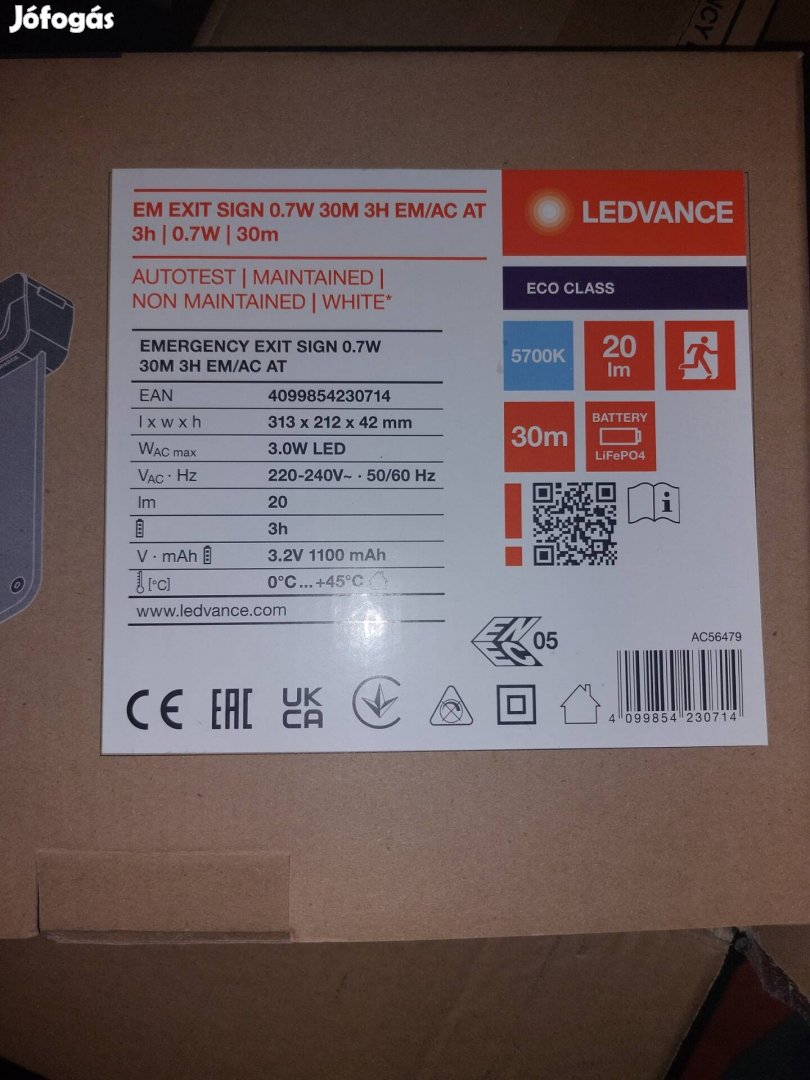 Jófogás
EM EXIT SIGN 0.7W 30M 3H EM/AC AT
3h | 0.7W | 30m
AUTOTEST | MAINTAINED |
NON MAINTAINED | WHITE*
LEDVANCE
ECO CLASS
5700K
20
lm
30m
BATTERY
LiFePO4
EMERGENCY EXIT SIGN 0.7W
30M 3H EM/AC AT
EAN 4099854230714
l x w x h 313 x 212 x 42 mm
WAC max 3.0W LED
VAC · Hz 220-240V~ · 50/60 Hz
lm 20
3h
V · mAh 3.2V 1100 mAh
[°C] 0°C...+45°C
www.ledvance.com
ENEC 05
AC56479
CE EAC UK
CA
4 099854 230714